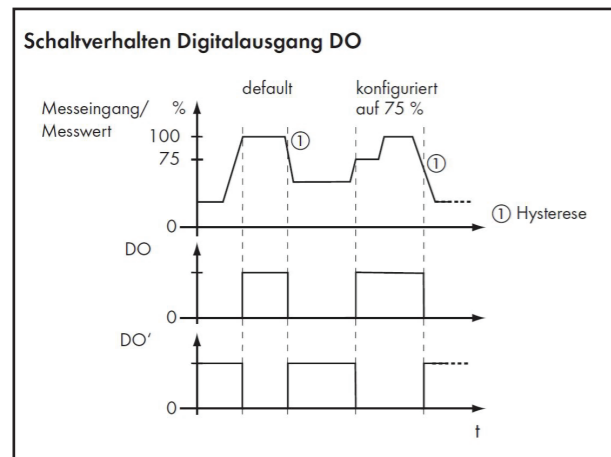 Schaltverhalten Digitalausgang DO
default
konfiguriert
auf 75 %
Messeingang/
Messwert
%
100
75
0
①
①
① Hysterese
DO
0
DO'
0
t